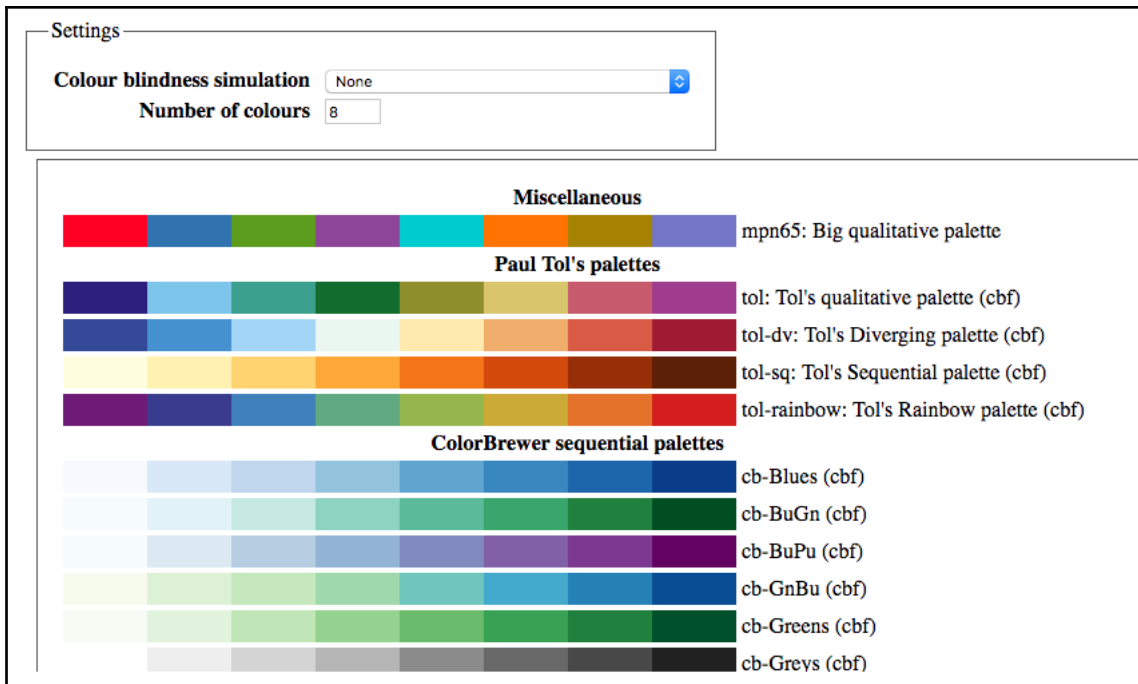 Settings
Colour blindness simulation None
Number of colours 8
Miscellaneous
mpn65: Big qualitative palette
Paul Tol's palettes
tol: Tol's qualitative palette (cbf)
tol-dv: Tol's Diverging palette (cbf)
tol-sq: Tol's Sequential palette (cbf)
tol-rainbow: Tol's Rainbow palette (cbf)
ColorBrewer sequential palettes
cb-Blues (cbf)
cb-BuGn (cbf)
cb-BuPu (cbf)
cb-GnBu (cbf)
cb-Greens (cbf)
cb-Greys (cbf)